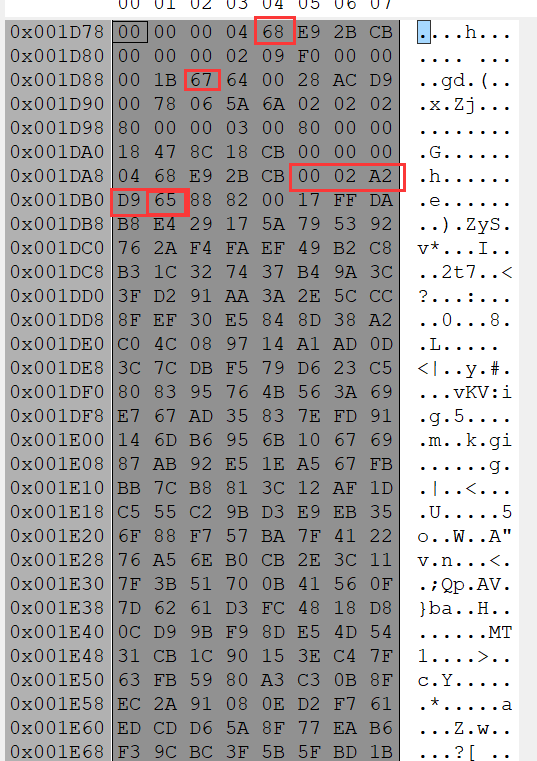 00 01 02 03 04 05 06 07
0x001D78 00 00 00 04 68 E9 2B CB ....h...
0x001D80 00 00 00 02 09 F0 00 00 ..... ..
0x001D88 00 1B 67 64 00 28 AC D9 ..gd.(..
0x001D90 00 78 06 5A 6A 02 02 02 .x.Zj...
0x001D98 80 00 00 03 00 80 00 00 ........
0x001DA0 18 47 8C 18 CB 00 00 00 .G......
0x001DA8 04 68 E9 2B CB 00 02 A2 .h......
0x001DB0 D9 65 88 82 00 17 FF DA .e......
0x001DB8 B8 E4 29 17 5A 79 53 92 ..).ZyS.
0x001DC0 76 2A F4 FA EF 49 B2 C8 v*...I..
0x001DC8 B3 1C 32 74 37 B4 9A 3C ..2t7..<
0x001DD0 3F D2 91 AA 3A 2E 5C CC ?...:...
0x001DD8 8F EF 30 E5 84 8D 38 A2 ..0...8.
0x001DE0 C0 4C 08 97 14 A1 AD 0D .L.....
0x001DE8 3C 7C DB F5 79 D6 23 C5 <|..y.#.
0x001DF0 80 83 95 76 4B 56 3A 69 ...vKV:i
0x001DF8 E7 67 AD 35 83 7E FD 91 .g.5....
0x001E00 14 6D B6 95 6B 10 67 69 .m..k.gi
0x001E08 87 AB 92 E5 1E A5 67 FB ......g.
0x001E10 BB 7C B8 81 3C 12 AF 1D .|..<...
0x001E18 C5 55 C2 9B D3 E9 EB 35 .U.....5
0x001E20 6F 88 F7 57 BA 7F 41 22 o..W..A"
0x001E28 76 A5 6E B0 CB 2E 3C 11 v.n...<.
0x001E30 7F 3B 51 70 0B 41 56 0F .;Qp.AV.
0x001E38 7D 62 61 D3 FC 48 18 D8 }ba..H..
0x001E40 0C D9 9B F9 8D E5 4D 54 ......MT
0x001E48 31 CB 1C 90 15 3E C4 7F 1....>..
0x001E50 63 FB 59 80 A3 C3 0B 8F c.Y.....
0x001E58 EC 2A 91 08 0E D2 F7 61 .*.....a
0x001E60 ED CD D6 5A 8F 77 EA B6 ...Z.w..
0x001E68 F3 9C BC 3F 5B 5F BD 1B ...?[ ..